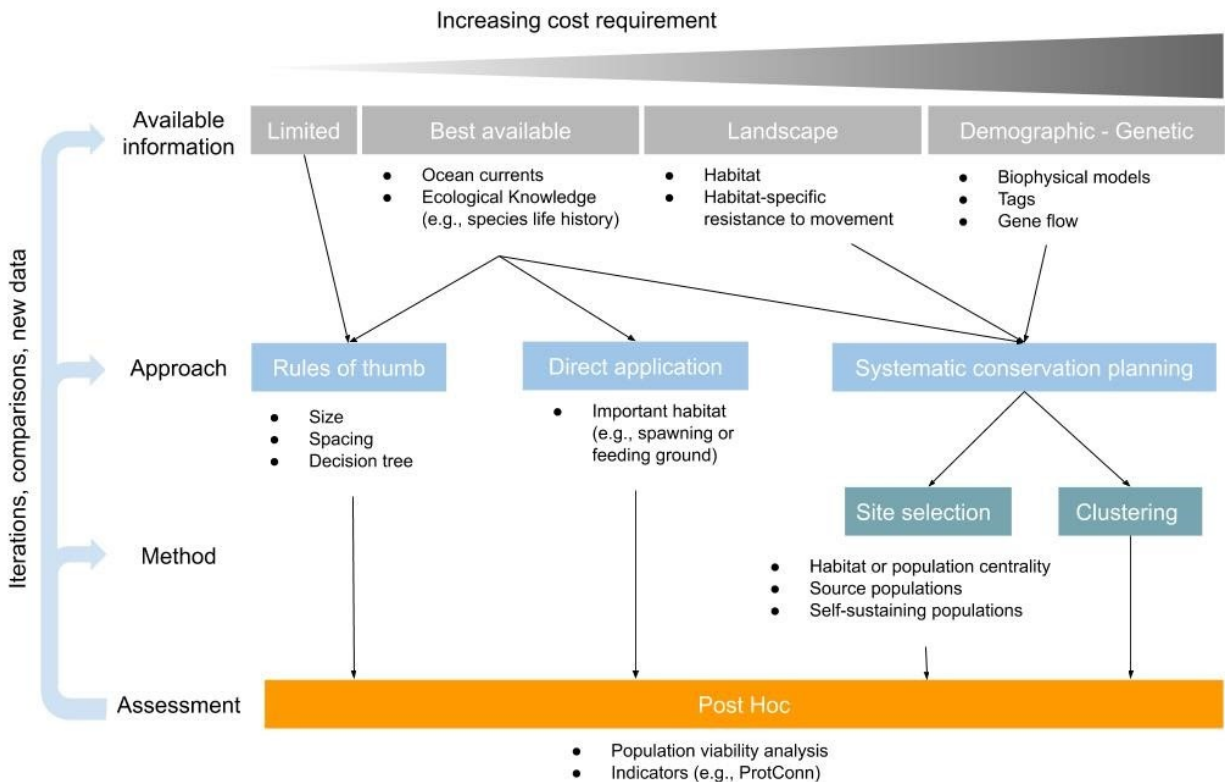 Increasing cost requirement
Available
information
Limited
Best available
Landscape
Demographic - Genetic
● Ocean currents
● Ecological Knowledge
(e.g., species life history)
● Habitat
● Habitat-specific
resistance to movement
● Biophysical models
● Tags
● Gene flow
Iterations, comparisons, new data
Approach
Rules of thumb
Direct application
Systematic conservation planning
● Size
● Spacing
● Decision tree
● Important habitat
(e.g., spawning or
feeding ground)
Method
Site selection
Clustering
● Habitat or population centrality
● Source populations
● Self-sustaining populations
Assessment
Post Hoc
● Population viability analysis
● Indicators (e.g., ProtConn)